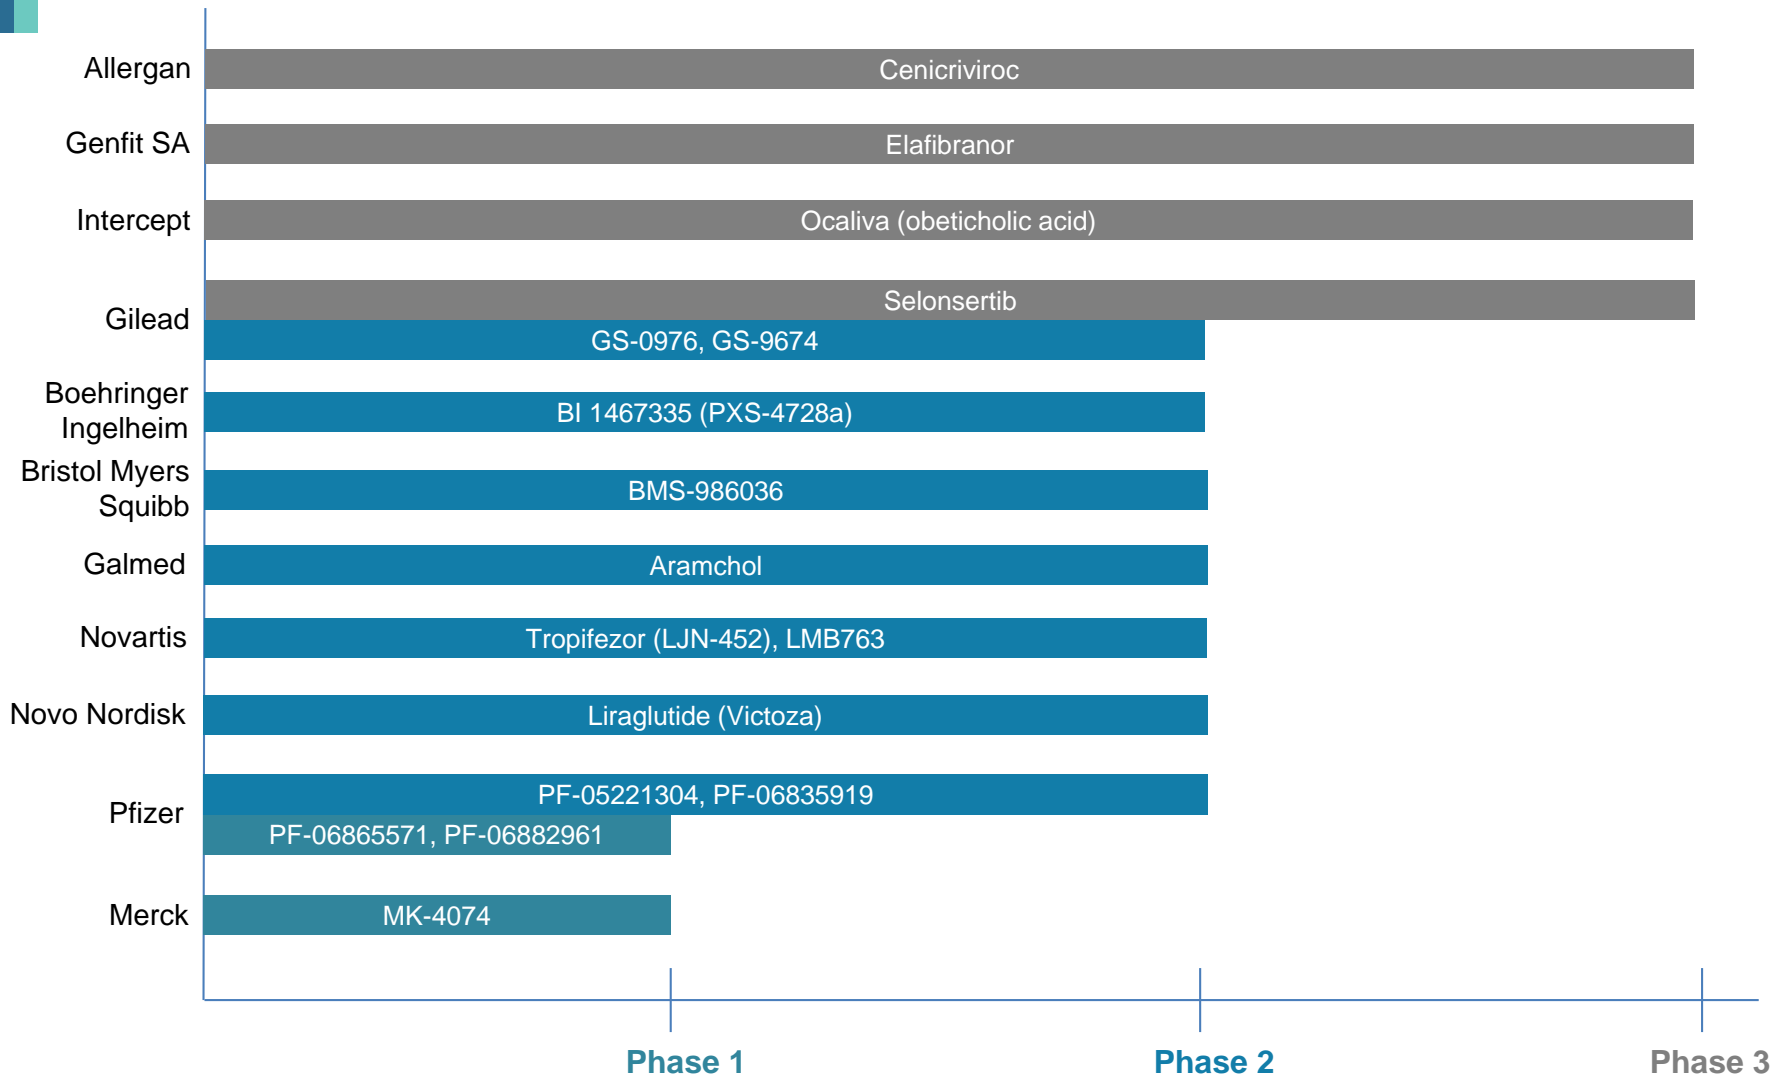 Allergan
Cenicriviroc
Genfit SA
Elafibranor
Intercept
Ocaliva (obeticholic acid)
Gilead
Selonsertib
GS-0976, GS-9674
Boehringer
Ingelheim
BI 1467335 (PXS-4728a)
Bristol Myers
Squibb
BMS-986036
Galmed
Aramchol
Novartis
Tropifezor (LJN-452), LMB763
Novo Nordisk
Liraglutide (Victoza)
Pfizer
PF-05221304, PF-06835919
PF-06865571, PF-06882961
Merck
MK-4074
Phase 1
Phase 2
Phase 3